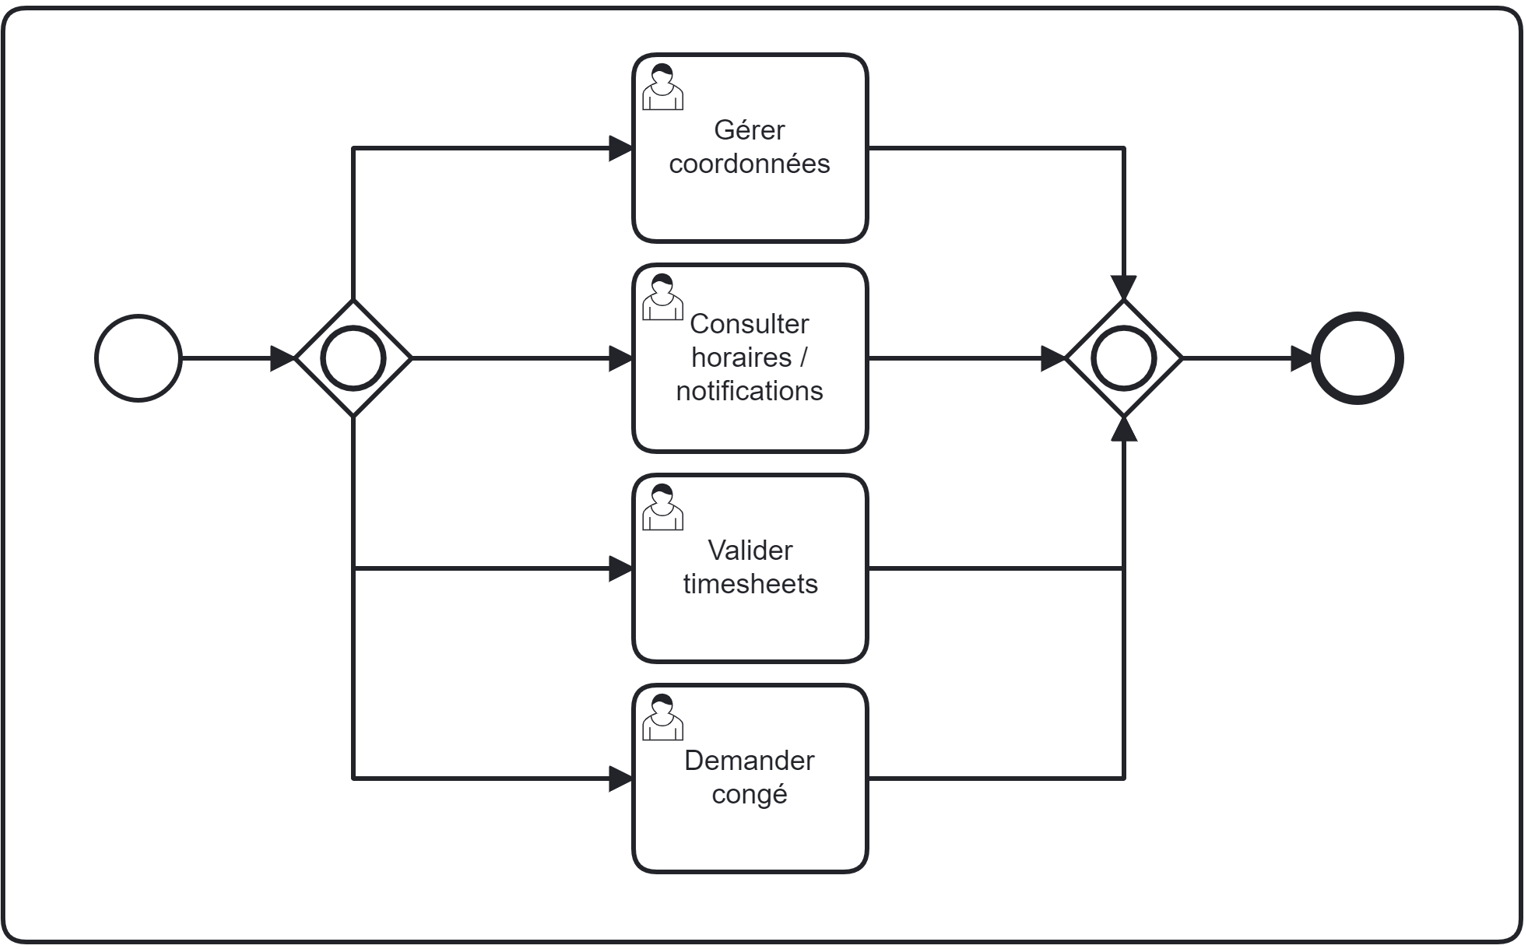 Gérer
coordonnées
Consulter
horaires /
notifications
Valider
timesheets
Demander
congé